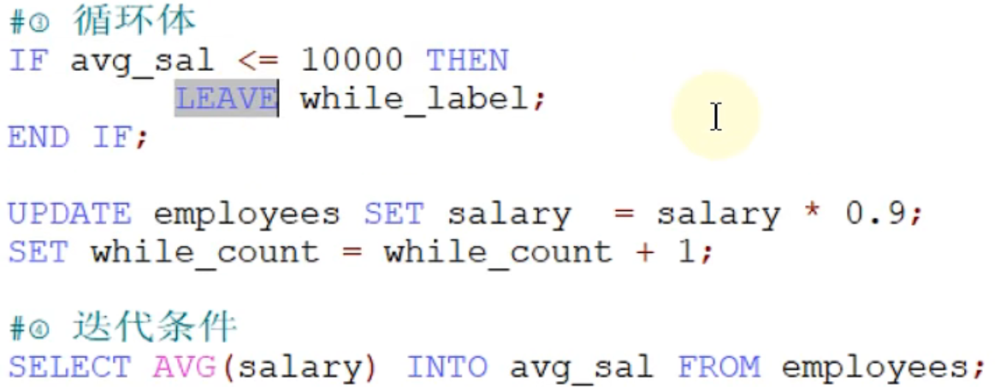 #③ 循环体
IF avg_sal <= 10000 THEN
LEAVE while_label;
END IF;
UPDATE employees SET salary = salary * 0.9;
SET while_count = while_count + 1;
#④ 迭代条件
SELECT AVG(salary) INTO avg_sal FROM employees;